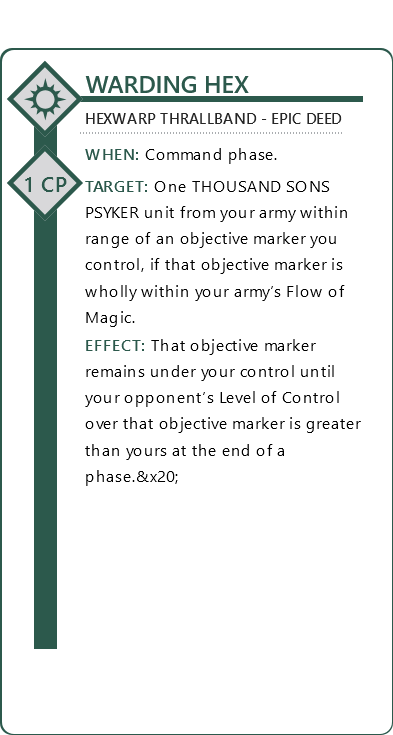 WARDING HEX
HEXWARP THRALLBAND - EPIC DEED
WHEN: Command phase.
1 CP
TARGET: One THOUSAND SONS
PSYKER unit from your army within
range of an objective marker you
control, if that objective marker is
wholly within your army’s Flow of
Magic.
EFFECT: That objective marker
remains under your control until
your opponent’s Level of Control
over that objective marker is greater
than yours at the end of a
phase.&x20;